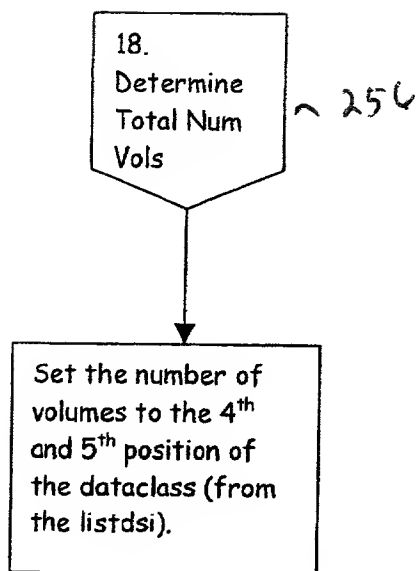 18.
Determine
Total Num
Vols
256
Set the number of
volumes to the 4th
and 5th position of
the dataclass (from
the listdsi).